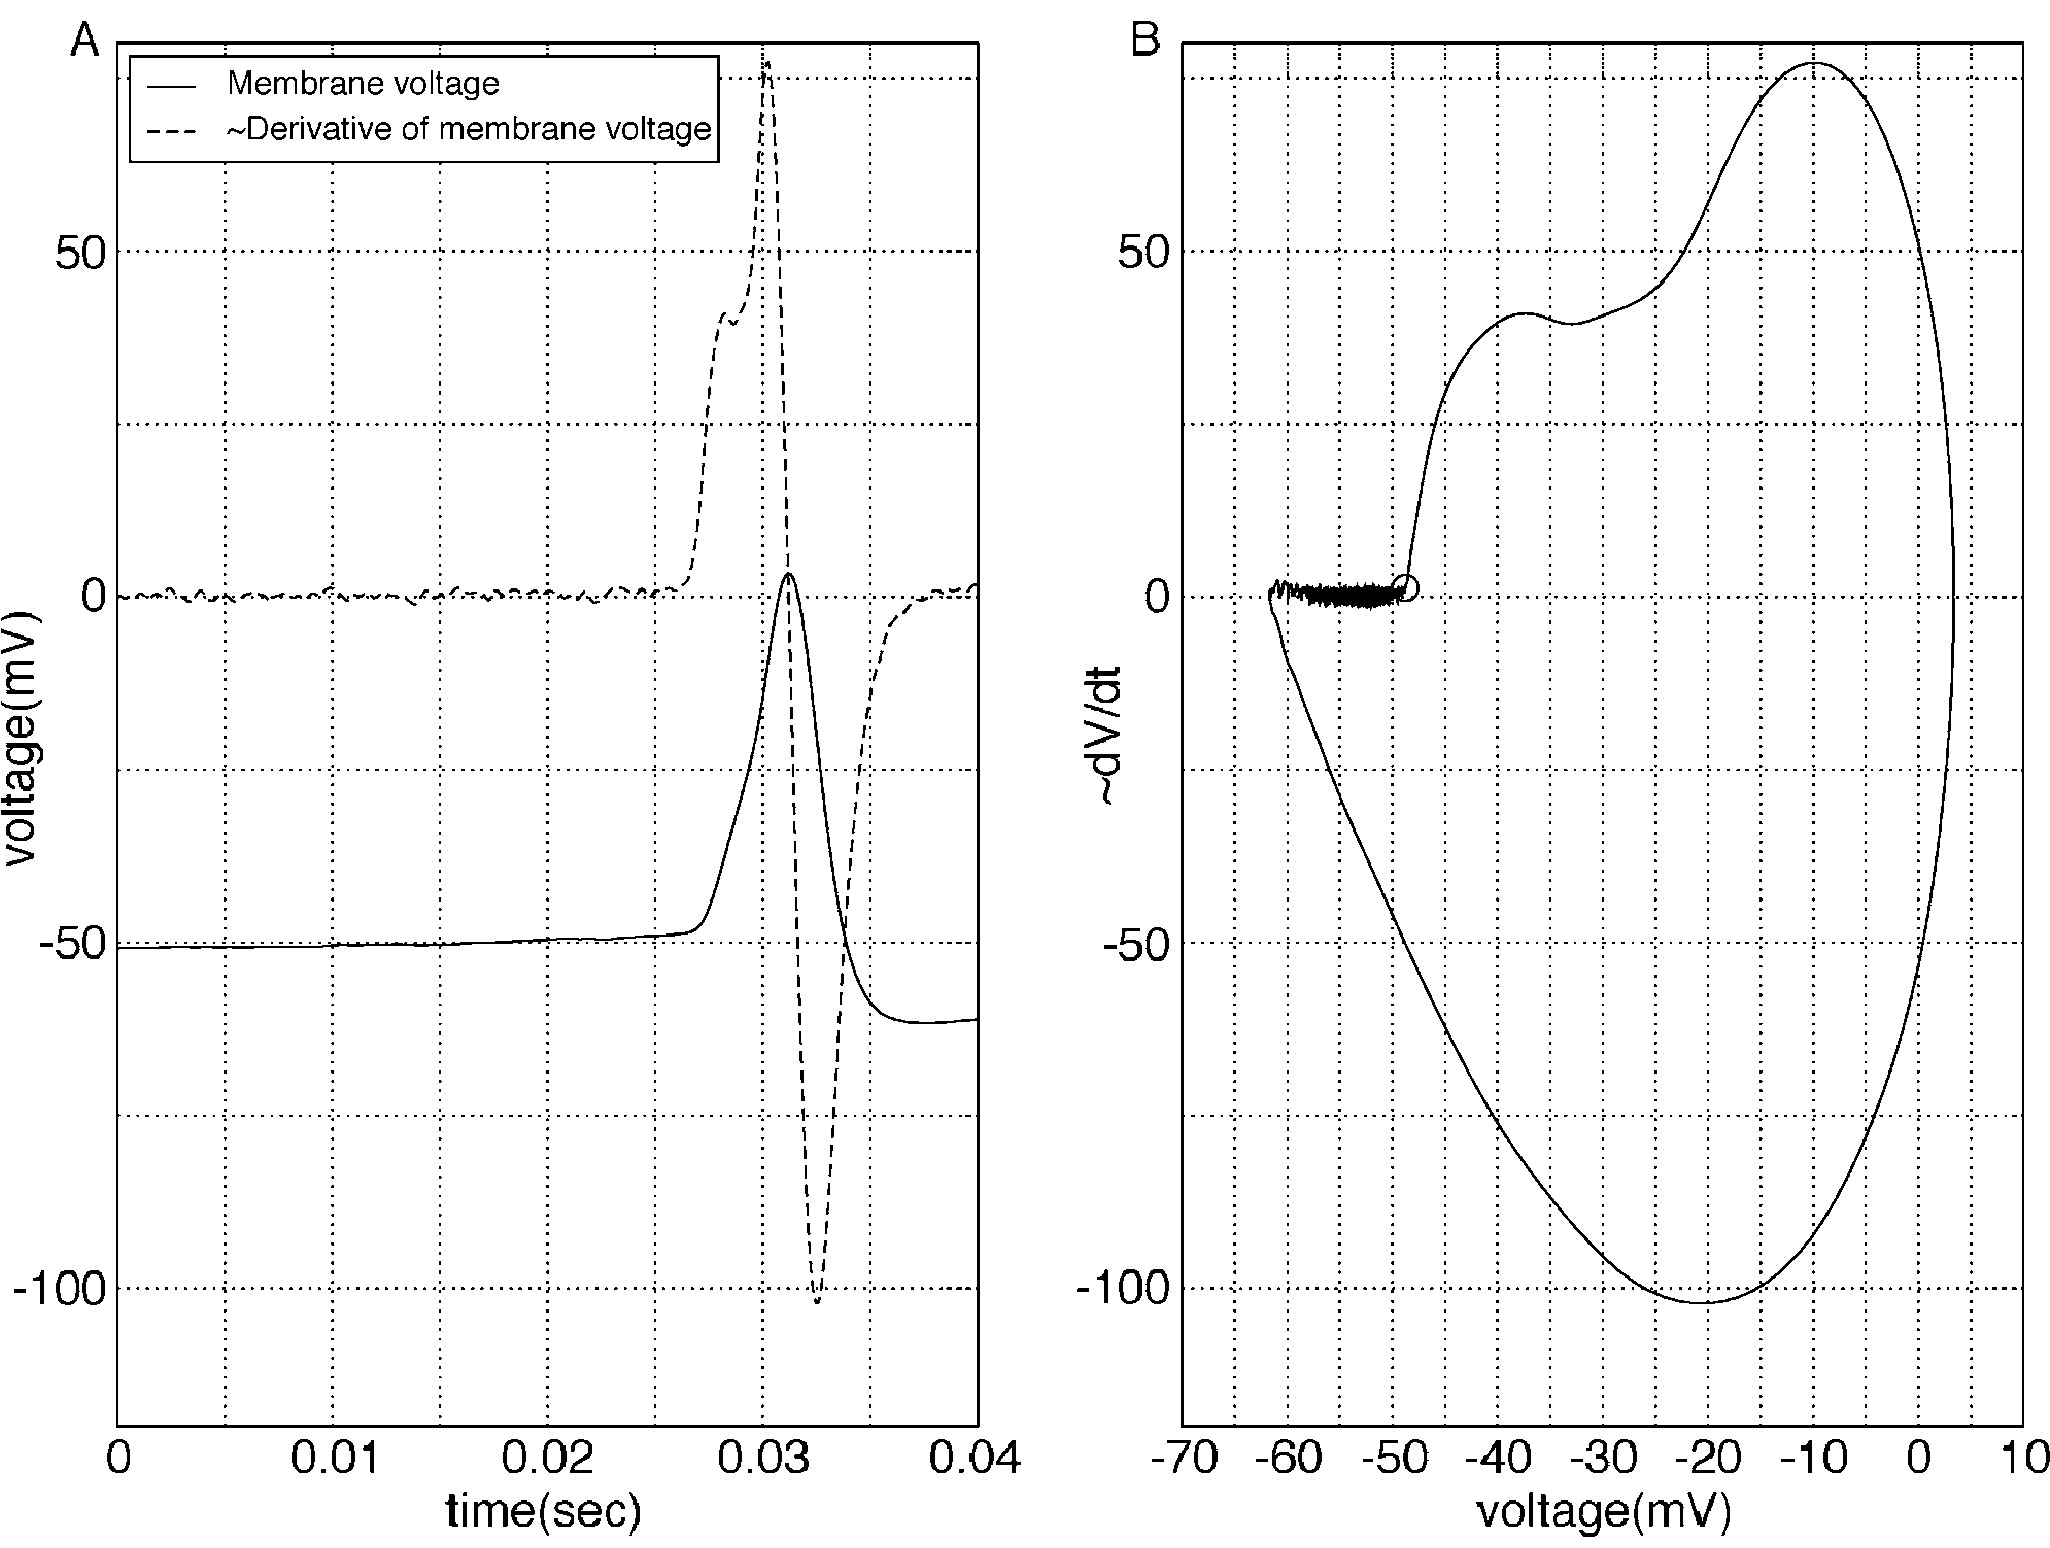 A
Membrane voltage
~Derivative of membrane voltage
50
0
-50
-100
voltage(mV)
0 0.01 0.02 0.03 0.04
time(sec)
B
50
0
-50
-100
~dV/dt
-70 -60 -50 -40 -30 -20 -10 0 10
voltage(mV)